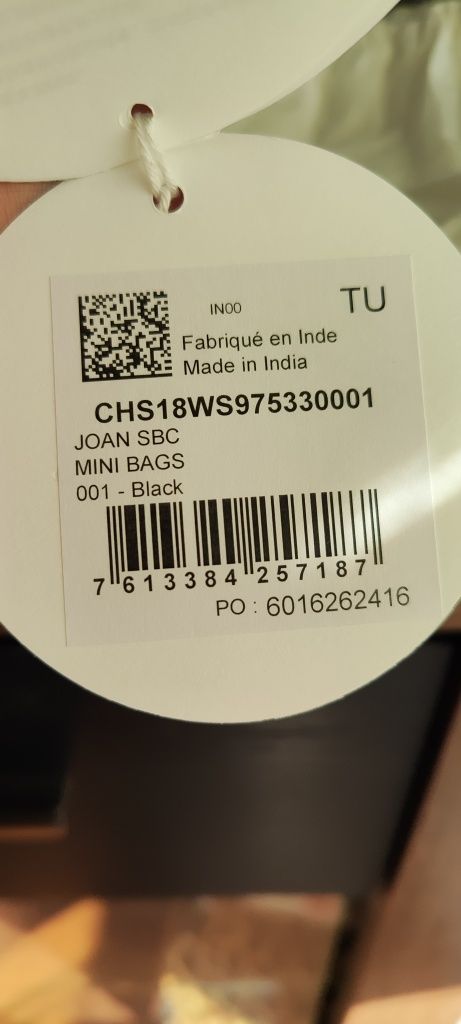 IN00
TU
Fabriqué en Inde
Made in India
CHS18WS975330001
JOAN SBC
MINI BAGS
001 - Black
7 613384 257187
PO : 6016262416